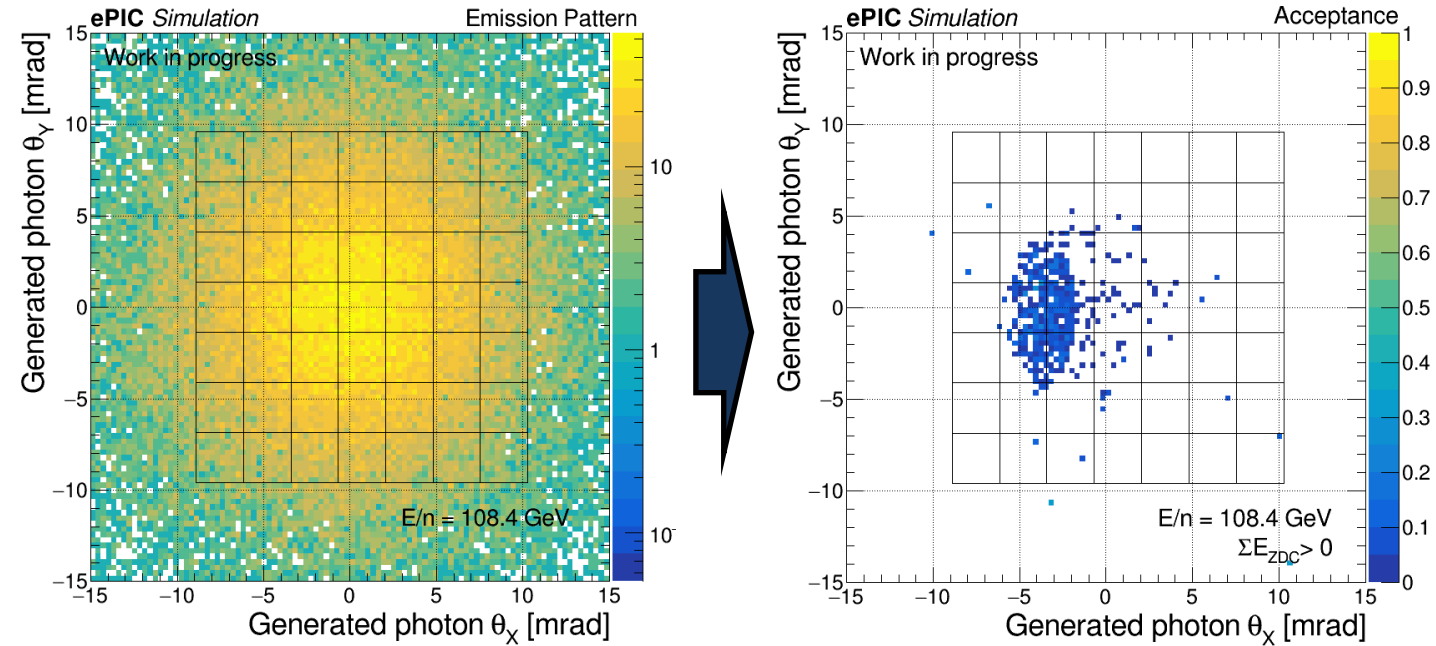 ePIC Simulation Emission Pattern
Work in progress
15
10
5
0
−5
−10
−15
−15 −10 −5 0 5 10 15
Generated photon θY [mrad]
Generated photon θX [mrad]
E/n = 108.4 GeV
10
1
10-
ePIC Simulation Acceptance
Work in progress
15
10
5
0
−5
−10
−15
−15 −10 −5 0 5 10 15
Generated photon θY [mrad]
Generated photon θX [mrad]
E/n = 108.4 GeV
ΣEZDC> 0
1
0.9
0.8
0.7
0.6
0.5
0.4
0.3
0.2
0.1
0